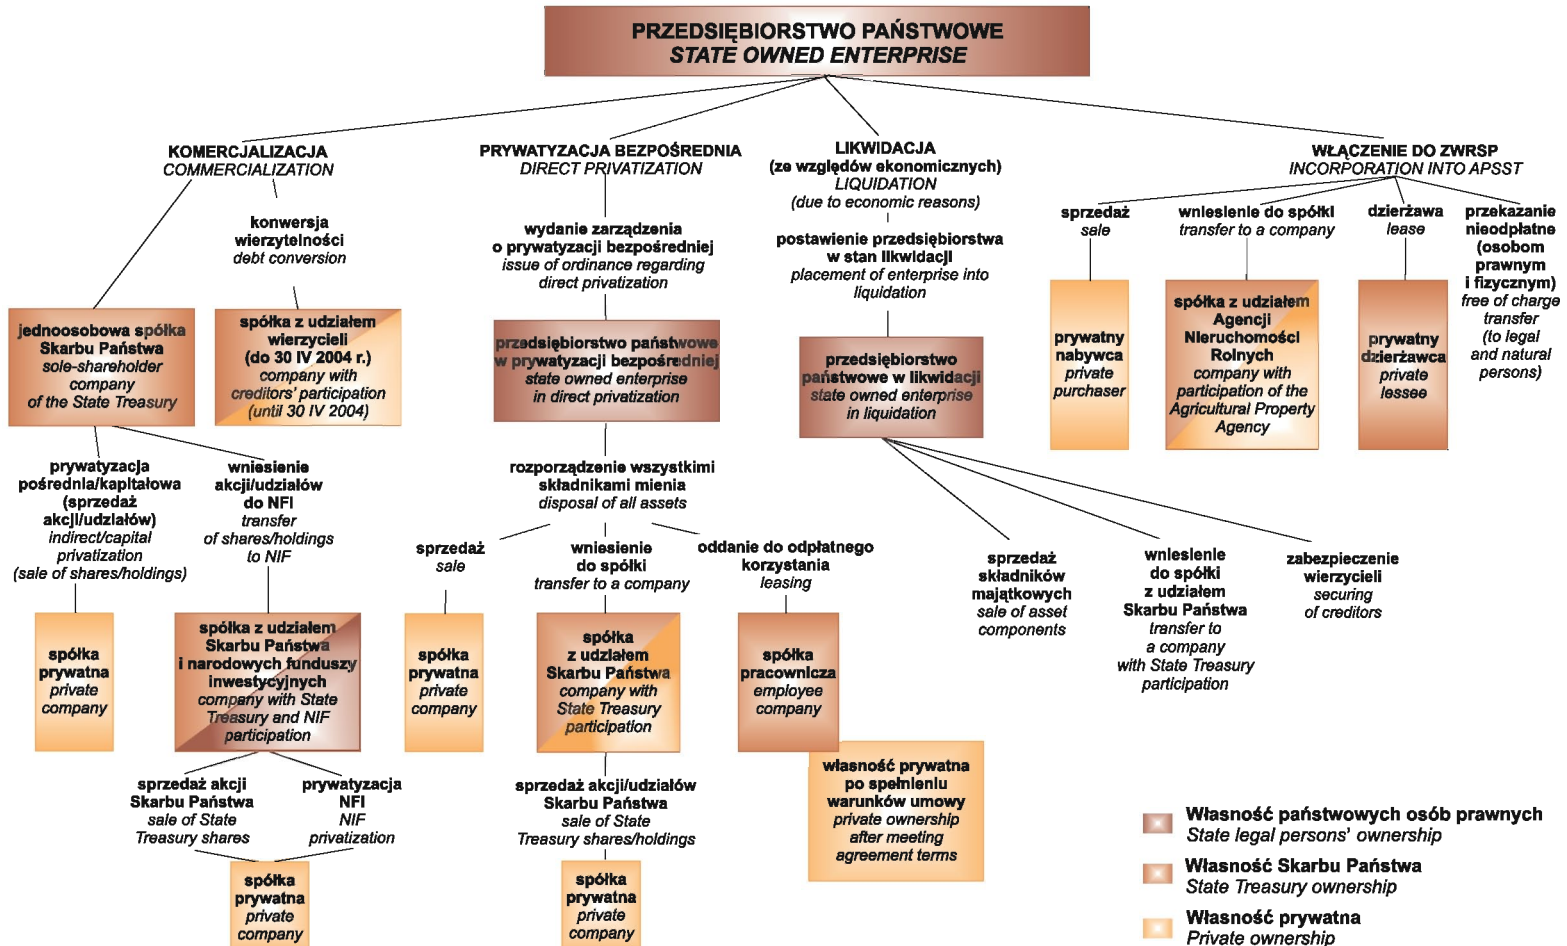 PRZEDSIĘBIORSTWO PAŃSTWOWE
STATE OWNED ENTERPRISE
KOMERCJALIZACJA
COMMERCIALIZATION
konwersja
wierzytelności
debt conversion
jednoosobowa spółka
Skarbu Państwa
sole-shareholder
company
of the State Treasury
spółka z udziałem
wierzycieli
(do 30 IV 2004 r.)
company with
creditors' participation
(until 30 IV 2004)
prywatyzacja
pośrednia/kapitałowa
(sprzedaż
akcji/udziałów)
indirect/capital
privatization
(sale of shares/holdings)
wniesienie
akcji/udziałów
do NFI
transfer
of shares/holdings
to NIF
spółka
prywatna
private
company
spółka z udziałem
Skarbu Państwa
i narodowych funduszy
inwestycyjnych
company with State
Treasury and NIF
participation
sprzedaż akcji
Skarbu Państwa
sale of State
Treasury shares
prywatyzacja
NFI
NIF
privatization
spółka
prywatna
private
company
PRYWATYZACJA BEZPOŚREDNIA
DIRECT PRIVATIZATION
wydanie zarządzenia
o prywatyzacji bezpośredniej
issue of ordinance regarding
direct privatization
przedsiębiorstwo państwowe
w prywatyzacji bezpośredniej
state owned enterprise
in direct privatization
rozporządzenie wszystkimi
składnikami mienia
disposal of all assets
sprzedaż
sale
wniesienie
do spółki
transfer to a company
oddanie do odpłatnego
korzystania
leasing
spółka
prywatna
private
company
spółka
z udziałem
Skarbu Państwa
company with
State Treasury
participation
spółka
pracownicza
employee
company
sprzedaż akcji/udziałów
Skarbu Państwa
sale of State
Treasury shares/holdings
własność prywatna
po spełnieniu
warunków umowy
private ownership
after meeting
agreement terms
spółka
prywatna
private
company
LIKWIDACJA
(ze względów ekonomicznych)
LIQUIDATION
(due to economic reasons)
postawienie przedsiębiorstwa
w stan likwidacji
placement of enterprise into
liquidation
przedsiębiorstwo
państwowe w likwidacji
state owned enterprise
in liquidation
sprzedaż
składników
majątkowych
sale of asset
components
wniesienie
do spółki
z udziałem
Skarbu Państwa
transfer to
a company
with State Treasury
participation
zabezpieczenie
wierzycieli
securing
of creditors
WŁĄCZENIE DO ZWRSP
INCORPORATION INTO APSST
sprzedaż
sale
wniesienie do spółki
transfer to a company
dzierżawa
lease
przekazanie
nieodpłatne
(osobom
prawnym
i fizycznym)
free of charge
transfer
(to legal
and natural
persons)
prywatny
nabywca
private
purchaser
spółka z udziałem
Agencji
Nieruchomości
Rolnych
company with
participation of the
Agricultural Property
Agency
prywatny
dzierżawca
private
lessee
Własność państwowych osób prawnych
State legal persons' ownership
Własność Skarbu Państwa
State Treasury ownership
Własność prywatna
Private ownership